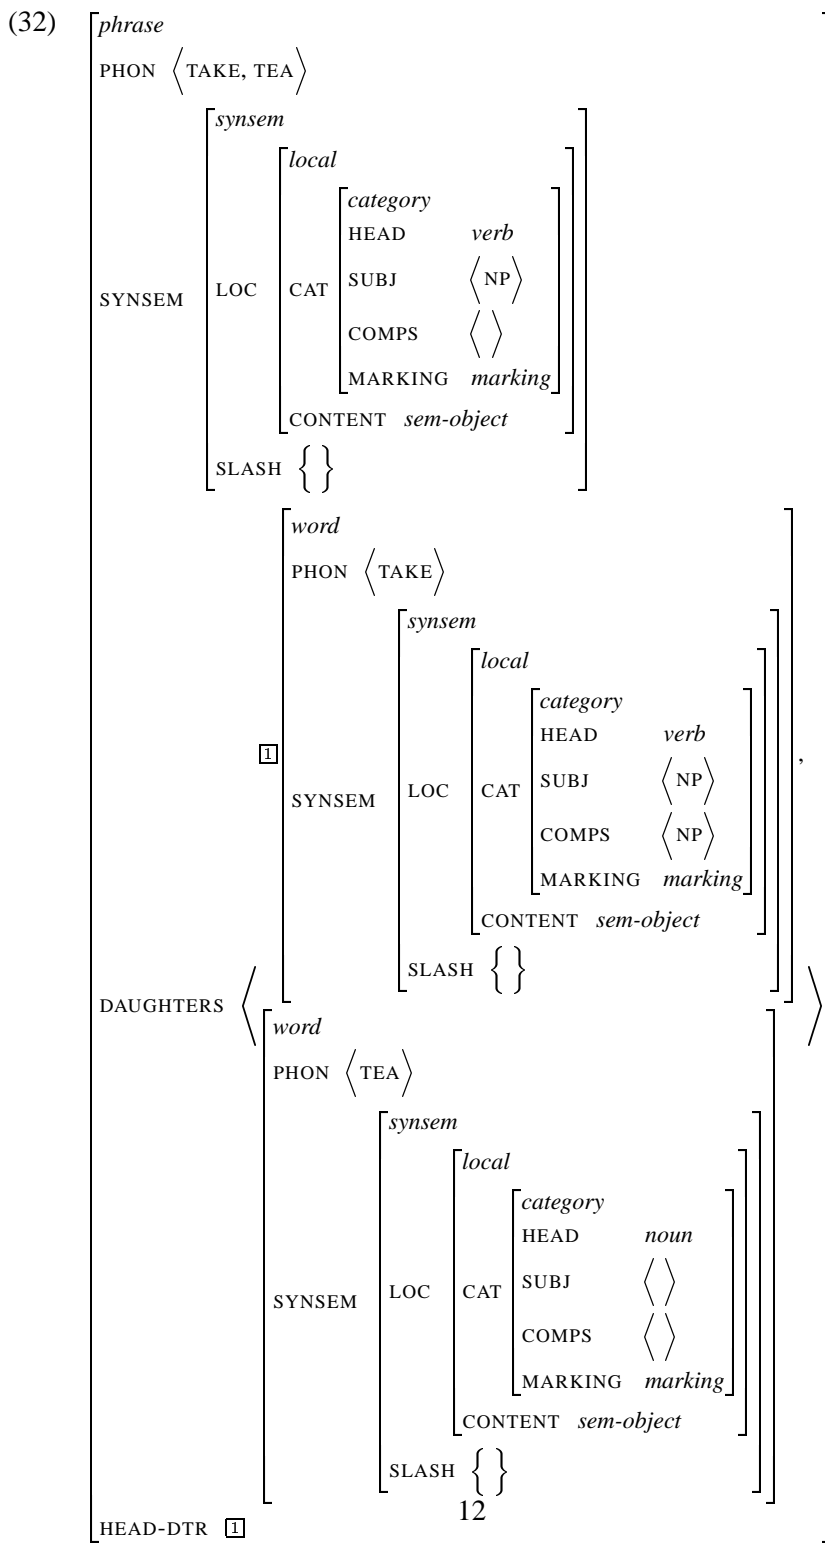 (32)
phrase
PHON ⟨TAKE, TEA⟩
synsem
local
category
HEAD verb
SUBJ ⟨NP⟩
SYNSEM LOC CAT
COMPS ⟨ ⟩
MARKING marking
CONTENT sem-object
SLASH { }
word
PHON ⟨TAKE⟩
synsem
local
category
HEAD verb
1 ,
SUBJ ⟨NP⟩
SYNSEM LOC CAT
COMPS ⟨NP⟩
MARKING marking
CONTENT sem-object
SLASH { }
DAUGHTERS ⟨ ⟩
word
PHON ⟨TEA⟩
synsem
local
category
HEAD noun
SUBJ ⟨ ⟩
SYNSEM LOC CAT
COMPS ⟨ ⟩
MARKING marking
CONTENT sem-object
SLASH { }
12
HEAD-DTR 1